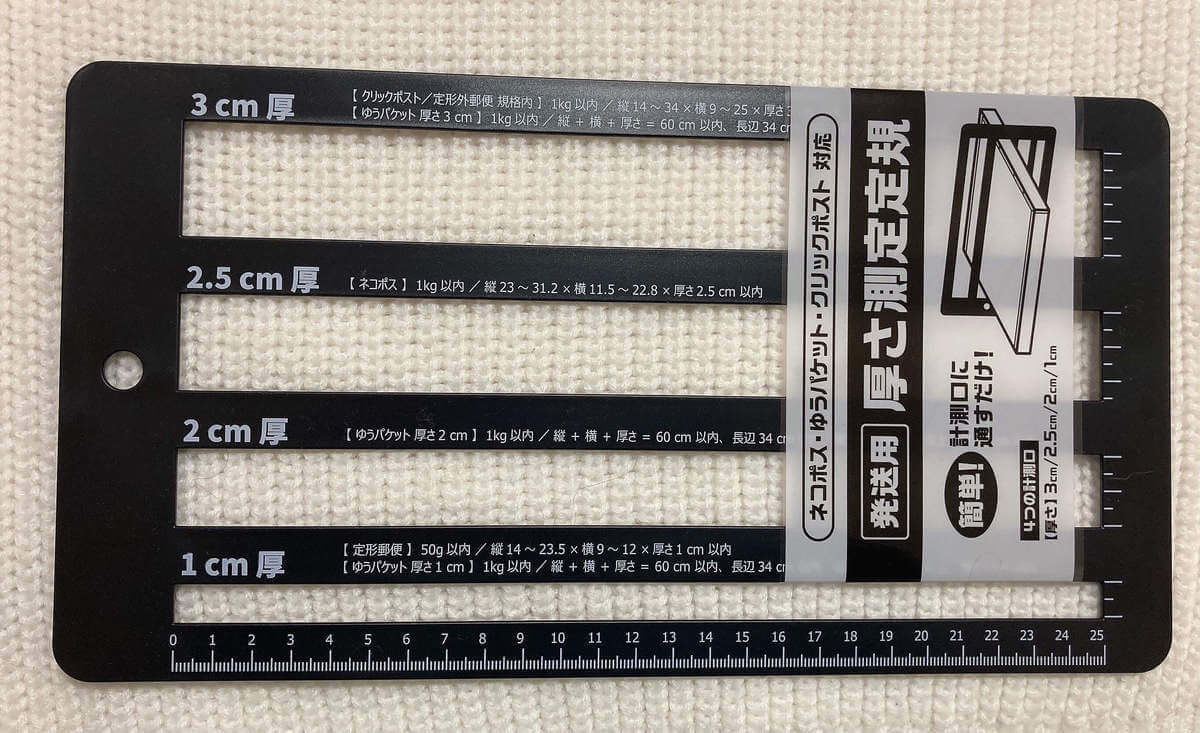 3 cm 厚
【 クリックポスト／定形外郵便 規格内 】 1kg 以内 ／ 縦 14 ～ 34 × 横 9 ～ 25 × 厚さ
【 ゆうパケット 厚さ 3 cm 】 1kg 以内 ／ 縦 + 横 + 厚さ = 60 cm 以内、長辺 34 cm
2.5 cm 厚
【 ネコポス 】 1kg 以内 ／ 縦 23 ～ 31.2 × 横 11.5 ～ 22.8 × 厚さ 2.5 cm 以内
2 cm 厚
【 ゆうパケット 厚さ 2 cm 】 1kg 以内 ／ 縦 + 横 + 厚さ = 60 cm 以内、長辺 34 cm
1 cm 厚
【 定形郵便 】 50g 以内 ／ 縦 14 ～ 23.5 × 横 9 ～ 12 × 厚さ 1 cm 以内
【 ゆうパケット 厚さ 1 cm 】 1kg 以内 ／ 縦 + 横 + 厚さ = 60 cm 以内、長辺 34 cm
0 1 2 3 4 5 6 7 8 9 10 11 12 13 14 15 16 17 18 19 20 21 22 23 24 25
ネコポス・ゆうパケット・クリックポスト 対応
発送用 厚さ測定定規
簡単! 計測口に
通すだけ!
4つの計測口
【厚さ】3cm/2.5cm/2cm/1cm